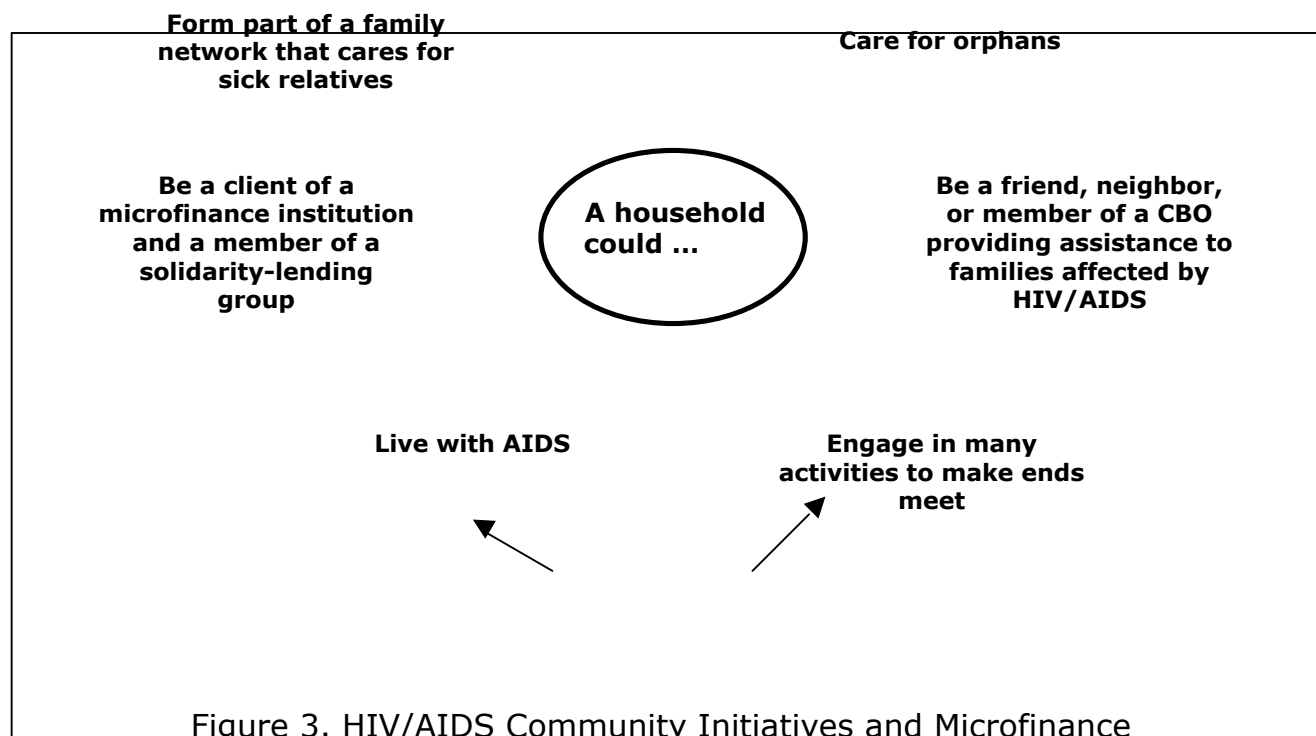 Form part of a family
network that cares for
sick relatives
Care for orphans
Be a client of a
microfinance institution
and a member of a
solidarity-lending
group
A household
could ...
Be a friend, neighbor,
or member of a CBO
providing assistance to
families affected by
HIV/AIDS
Live with AIDS
Engage in many
activities to make ends
meet
Figure 3. HIV/AIDS Community Initiatives and Microfinance